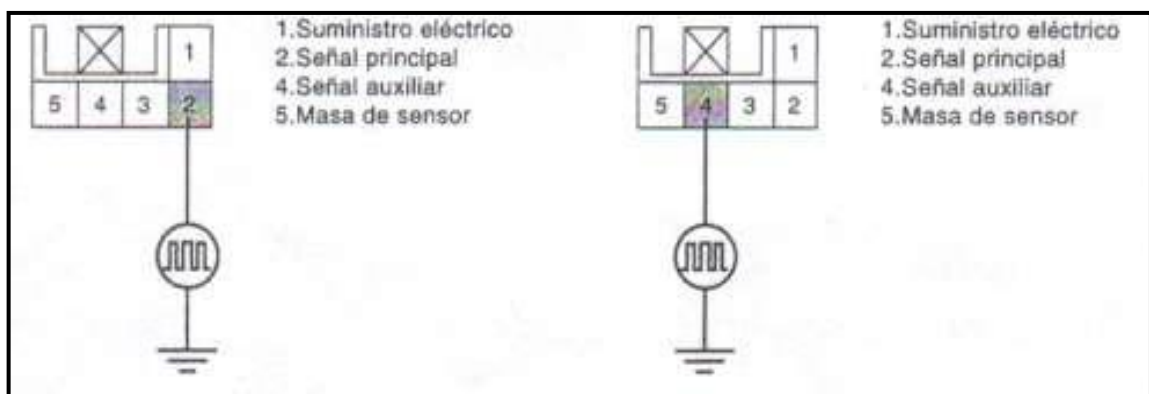 1
5 4 3 2
1.Suministro eléctrico
2.Señal principal
4.Señal auxiliar
5.Masa de sensor
1
5 4 3 2
1.Suministro eléctrico
2.Señal principal
4.Señal auxiliar
5.Masa de sensor